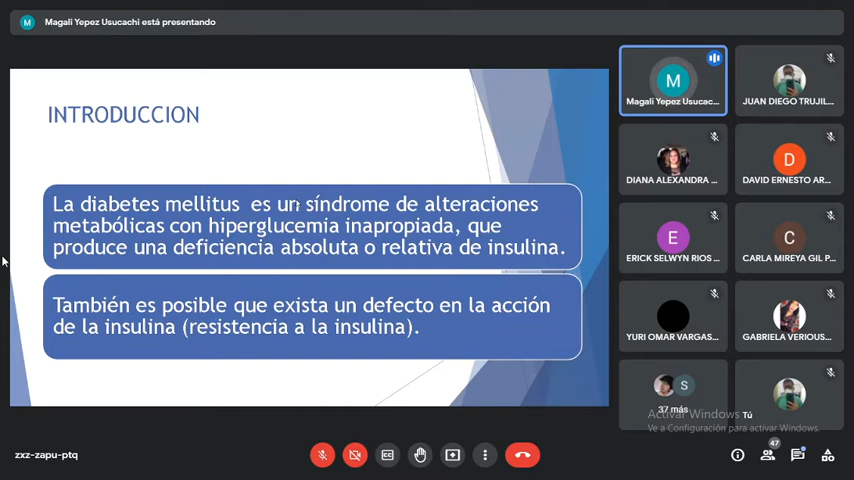 Magali Yepez Usucachi está presentando
INTRODUCCION
La diabetes mellitus es un síndrome de alteraciones
metabólicas con hiperglucemia inapropiada, que
produce una deficiencia absoluta o relativa de insulina.
También es posible que exista un defecto en la acción
de la insulina (resistencia a la insulina).
M
Magali Yepez Usucac...
JUAN DIEGO TRUJIL...
DIANA ALEXANDRA ...
D
DAVID ERNESTO AR...
E
ERICK SELWYN RIOS ...
C
CARLA MIREYA GIL P...
YURI OMAR VARGAS...
GABRIELA VERIOUS...
S
37 más
Tú
Activar Windows
Ve a Configuración para activar Windows.
zxz-zapu-ptq
CC
47